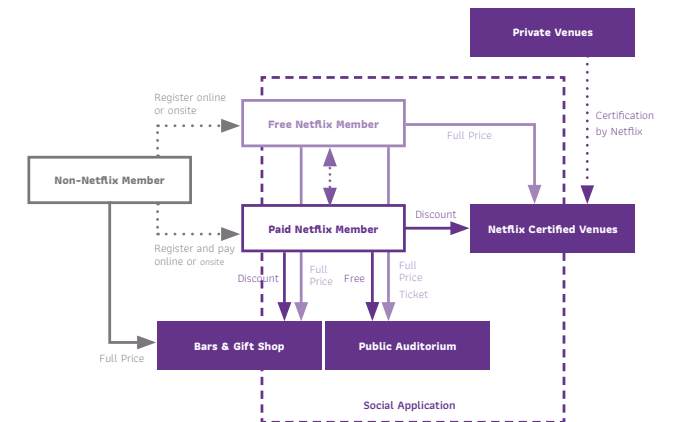 Private Venues
Register online
or onsite
Free Netflix Member
Full Price
Certification
by Netflix
Non-Netflix Member
Discount
Paid Netflix Member
Netflix Certified Venues
Register and pay
online or onsite
Discount
Full
Price
Free
Full
Price
Ticket
Full Price
Bars & Gift Shop
Public Auditorium
Social Application